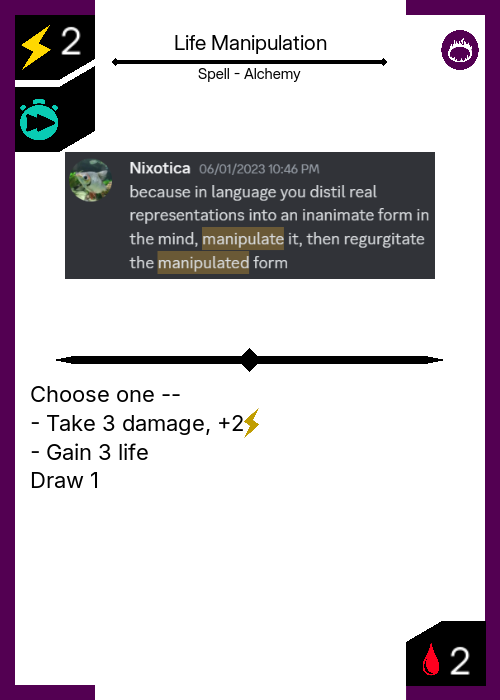 2
Life Manipulation
Spell - Alchemy
Nixotica 06/01/2023 10:46 PM
because in language you distil real
representations into an inanimate form in
the mind, manipulate it, then regurgitate
the manipulated form
Choose one --
- Take 3 damage, +2
- Gain 3 life
Draw 1
2